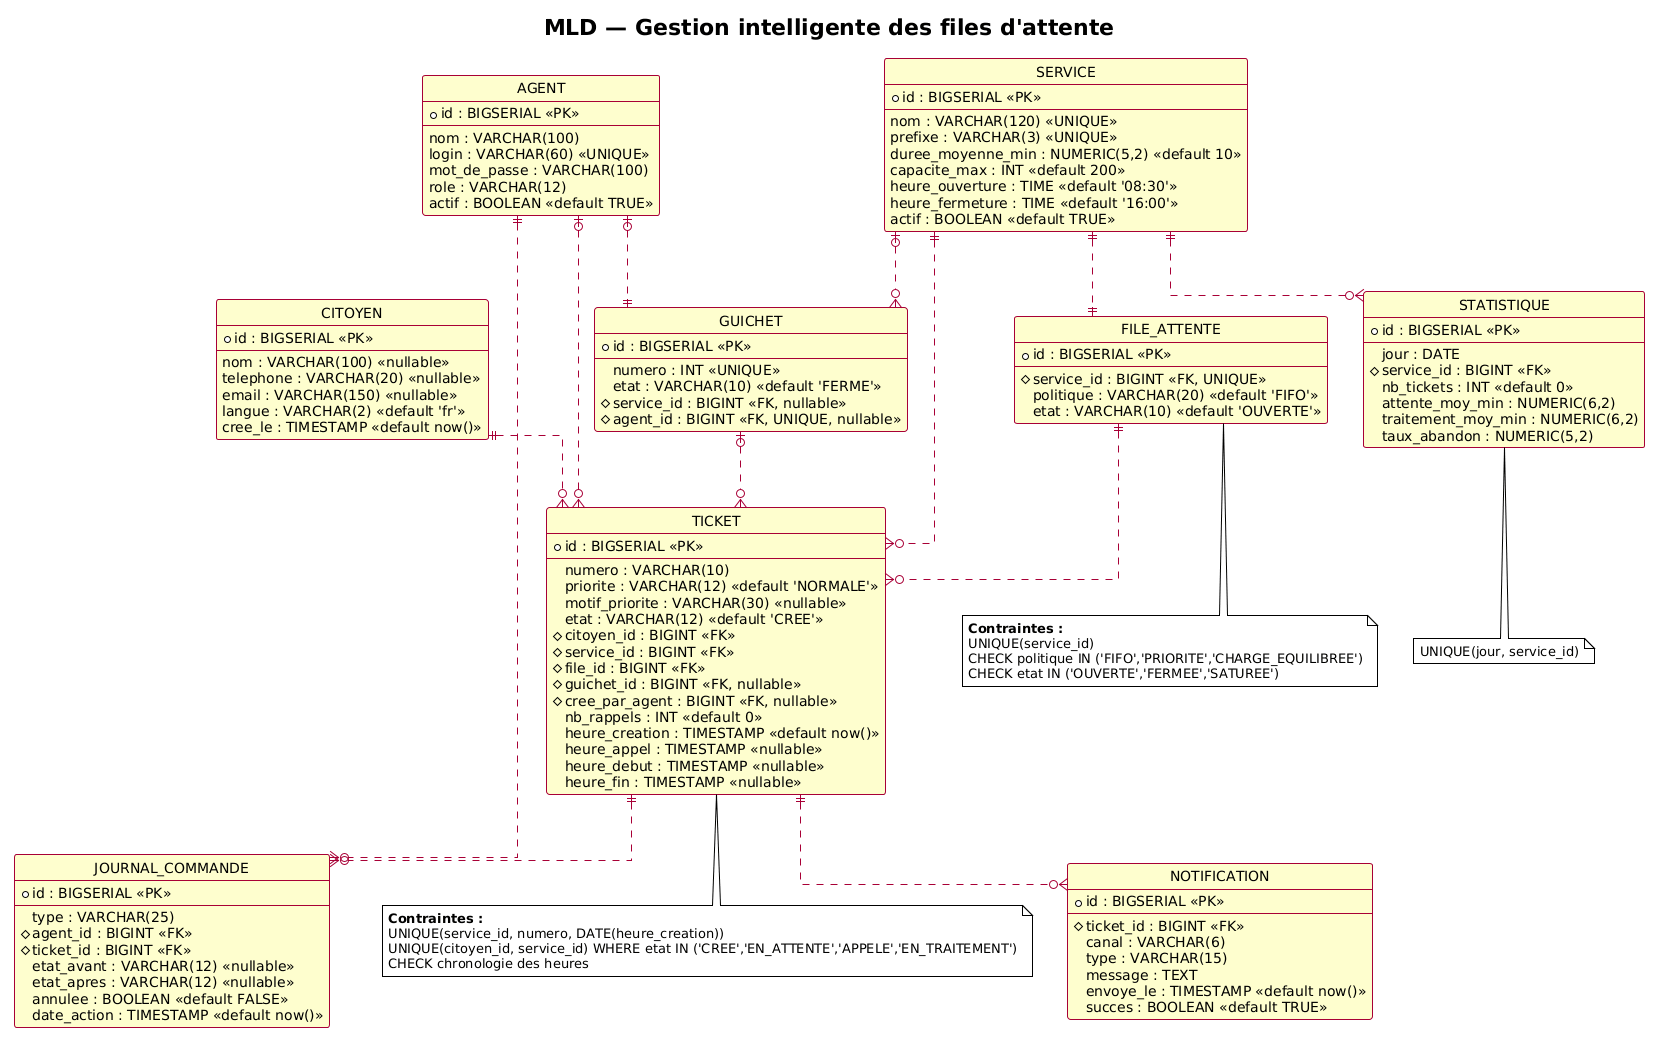 MLD — Gestion intelligente des files d'attente
AGENT
id : BIGSERIAL «PK»
nom : VARCHAR(100)
login : VARCHAR(60) «UNIQUE»
mot_de_passe : VARCHAR(100)
role : VARCHAR(12)
actif : BOOLEAN «default TRUE»
SERVICE
id : BIGSERIAL «PK»
nom : VARCHAR(120) «UNIQUE»
prefixe : VARCHAR(3) «UNIQUE»
duree_moyenne_min : NUMERIC(5,2) «default 10»
capacite_max : INT «default 200»
heure_ouverture : TIME «default '08:30'»
heure_fermeture : TIME «default '16:00'»
actif : BOOLEAN «default TRUE»
CITOYEN
id : BIGSERIAL «PK»
nom : VARCHAR(100) «nullable»
telephone : VARCHAR(20) «nullable»
email : VARCHAR(150) «nullable»
langue : VARCHAR(2) «default 'fr'»
cree_le : TIMESTAMP «default now()»
GUICHET
id : BIGSERIAL «PK»
numero : INT «UNIQUE»
etat : VARCHAR(10) «default 'FERME'»
service_id : BIGINT «FK, nullable»
agent_id : BIGINT «FK, UNIQUE, nullable»
FILE_ATTENTE
id : BIGSERIAL «PK»
service_id : BIGINT «FK, UNIQUE»
politique : VARCHAR(20) «default 'FIFO'»
etat : VARCHAR(10) «default 'OUVERTE'»
STATISTIQUE
id : BIGSERIAL «PK»
jour : DATE
service_id : BIGINT «FK»
nb_tickets : INT «default 0»
attente_moy_min : NUMERIC(6,2)
traitement_moy_min : NUMERIC(6,2)
taux_abandon : NUMERIC(5,2)
TICKET
id : BIGSERIAL «PK»
numero : VARCHAR(10)
priorite : VARCHAR(12) «default 'NORMALE'»
motif_priorite : VARCHAR(30) «nullable»
etat : VARCHAR(12) «default 'CREE'»
citoyen_id : BIGINT «FK»
service_id : BIGINT «FK»
file_id : BIGINT «FK»
guichet_id : BIGINT «FK, nullable»
cree_par_agent : BIGINT «FK, nullable»
nb_rappels : INT «default 0»
heure_creation : TIMESTAMP «default now()»
heure_appel : TIMESTAMP «nullable»
heure_debut : TIMESTAMP «nullable»
heure_fin : TIMESTAMP «nullable»
Contraintes :
UNIQUE(service_id)
CHECK politique IN ('FIFO','PRIORITE','CHARGE_EQUILIBREE')
CHECK etat IN ('OUVERTE','FERMEE','SATUREE')
UNIQUE(jour, service_id)
JOURNAL_COMMANDE
id : BIGSERIAL «PK»
type : VARCHAR(25)
agent_id : BIGINT «FK»
ticket_id : BIGINT «FK»
etat_avant : VARCHAR(12) «nullable»
etat_apres : VARCHAR(12) «nullable»
annulee : BOOLEAN «default FALSE»
date_action : TIMESTAMP «default now()»
Contraintes :
UNIQUE(service_id, numero, DATE(heure_creation))
UNIQUE(citoyen_id, service_id) WHERE etat IN ('CREE','EN_ATTENTE','APPELE','EN_TRAITEMENT')
CHECK chronologie des heures
NOTIFICATION
id : BIGSERIAL «PK»
ticket_id : BIGINT «FK»
canal : VARCHAR(6)
type : VARCHAR(15)
message : TEXT
envoye_le : TIMESTAMP «default now()»
succes : BOOLEAN «default TRUE»